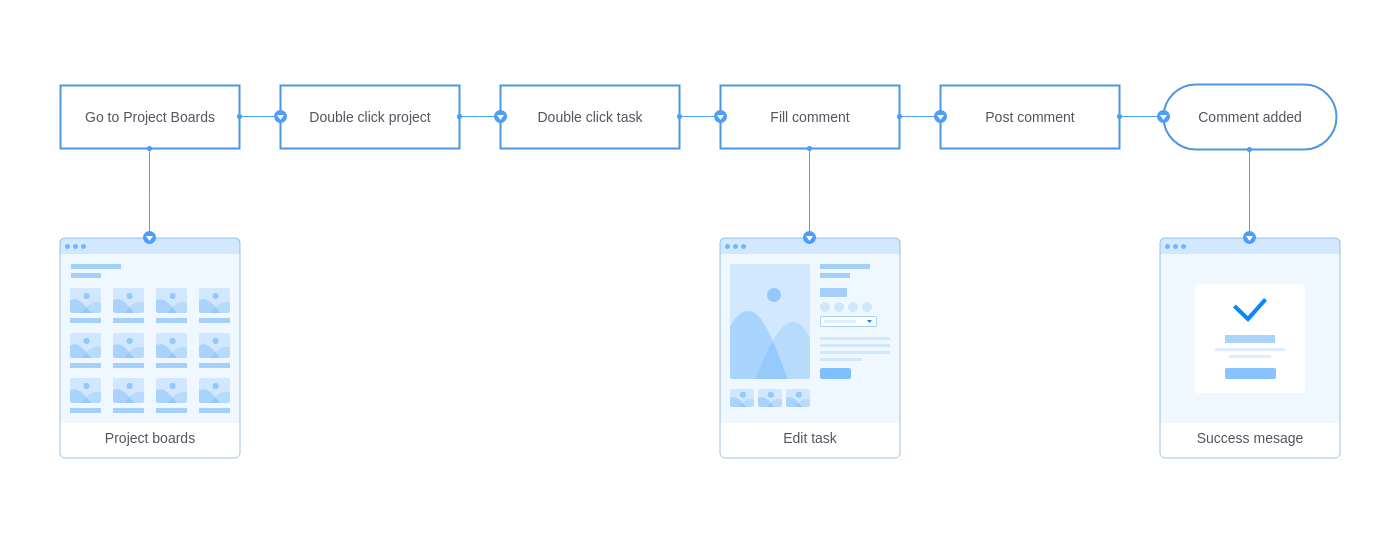 Go to Project Boards
Double click project
Double click task
Fill comment
Post comment
Comment added
Project boards
Edit task
Success mesage